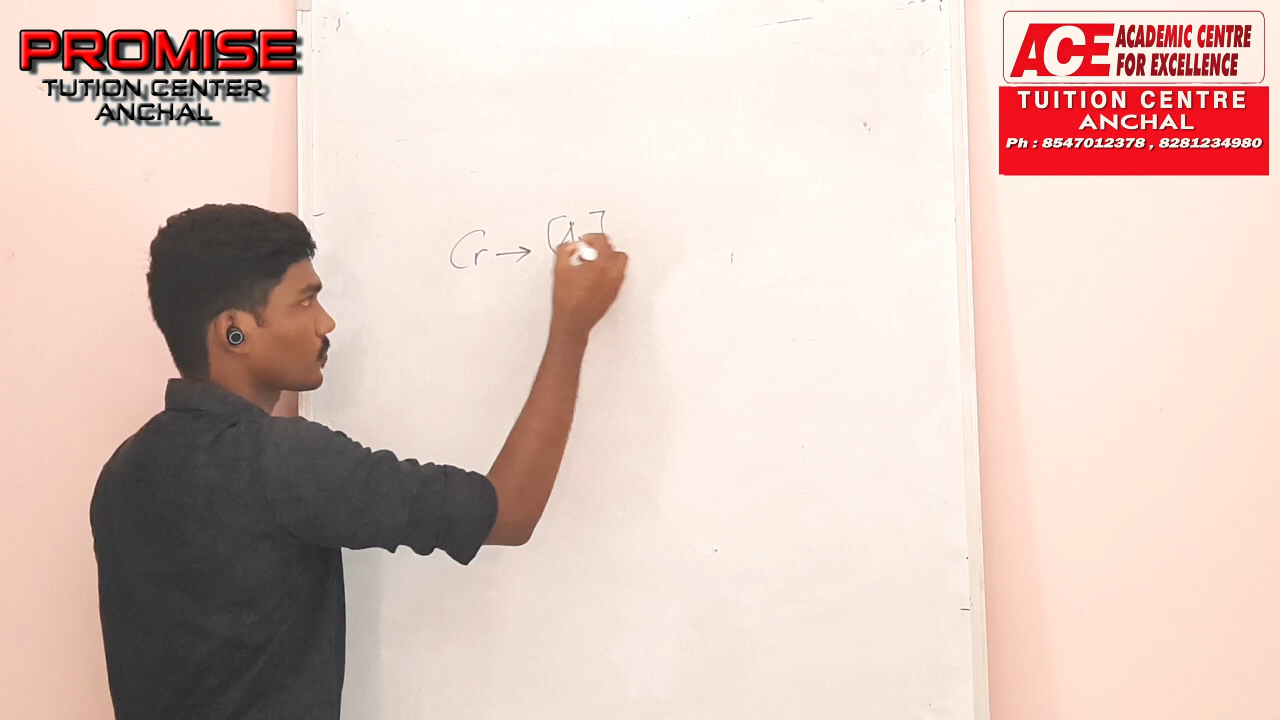 PROMISE
TUTION CENTER
ANCHAL
ACE ACADEMIC CENTRE
FOR EXCELLENCE
TUITION CENTRE
ANCHAL
Ph : 8547012378 , 8281234980
Cr →